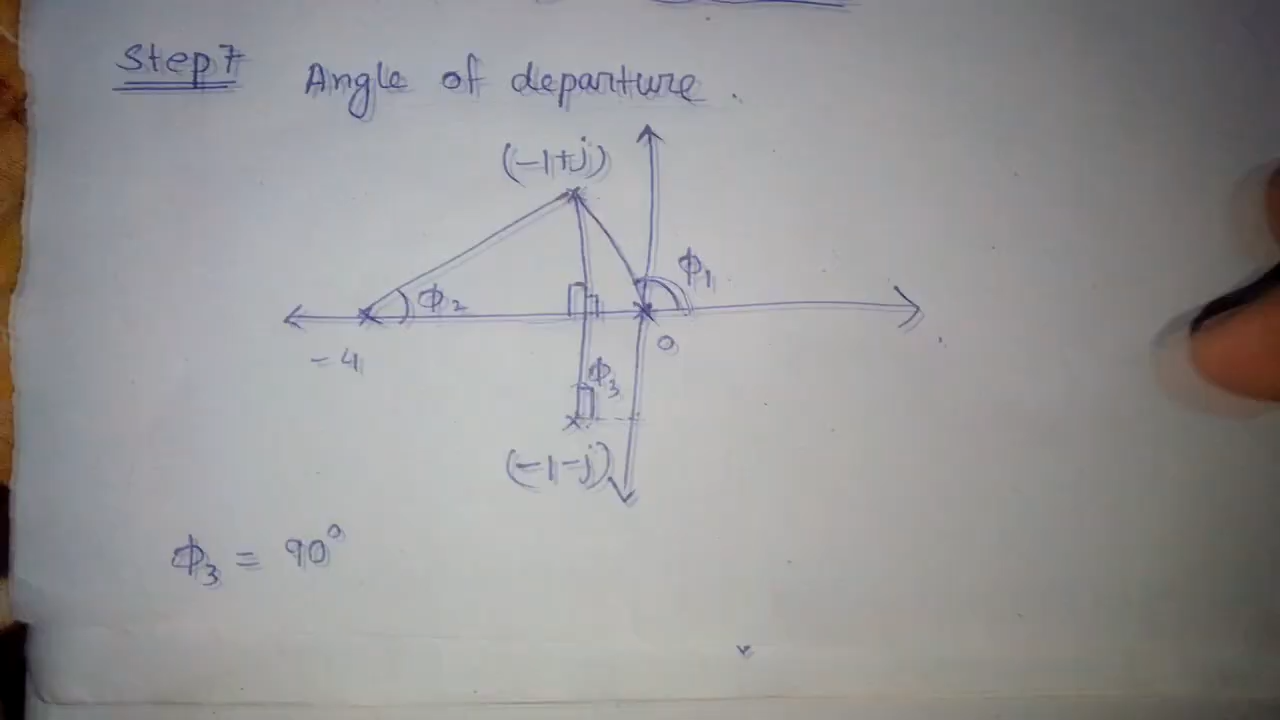 Step 7 Angle of departure.
(-1+j)
ϕ1
ϕ2
-4
0
ϕ3
(-1-j)
ϕ3 = 90°